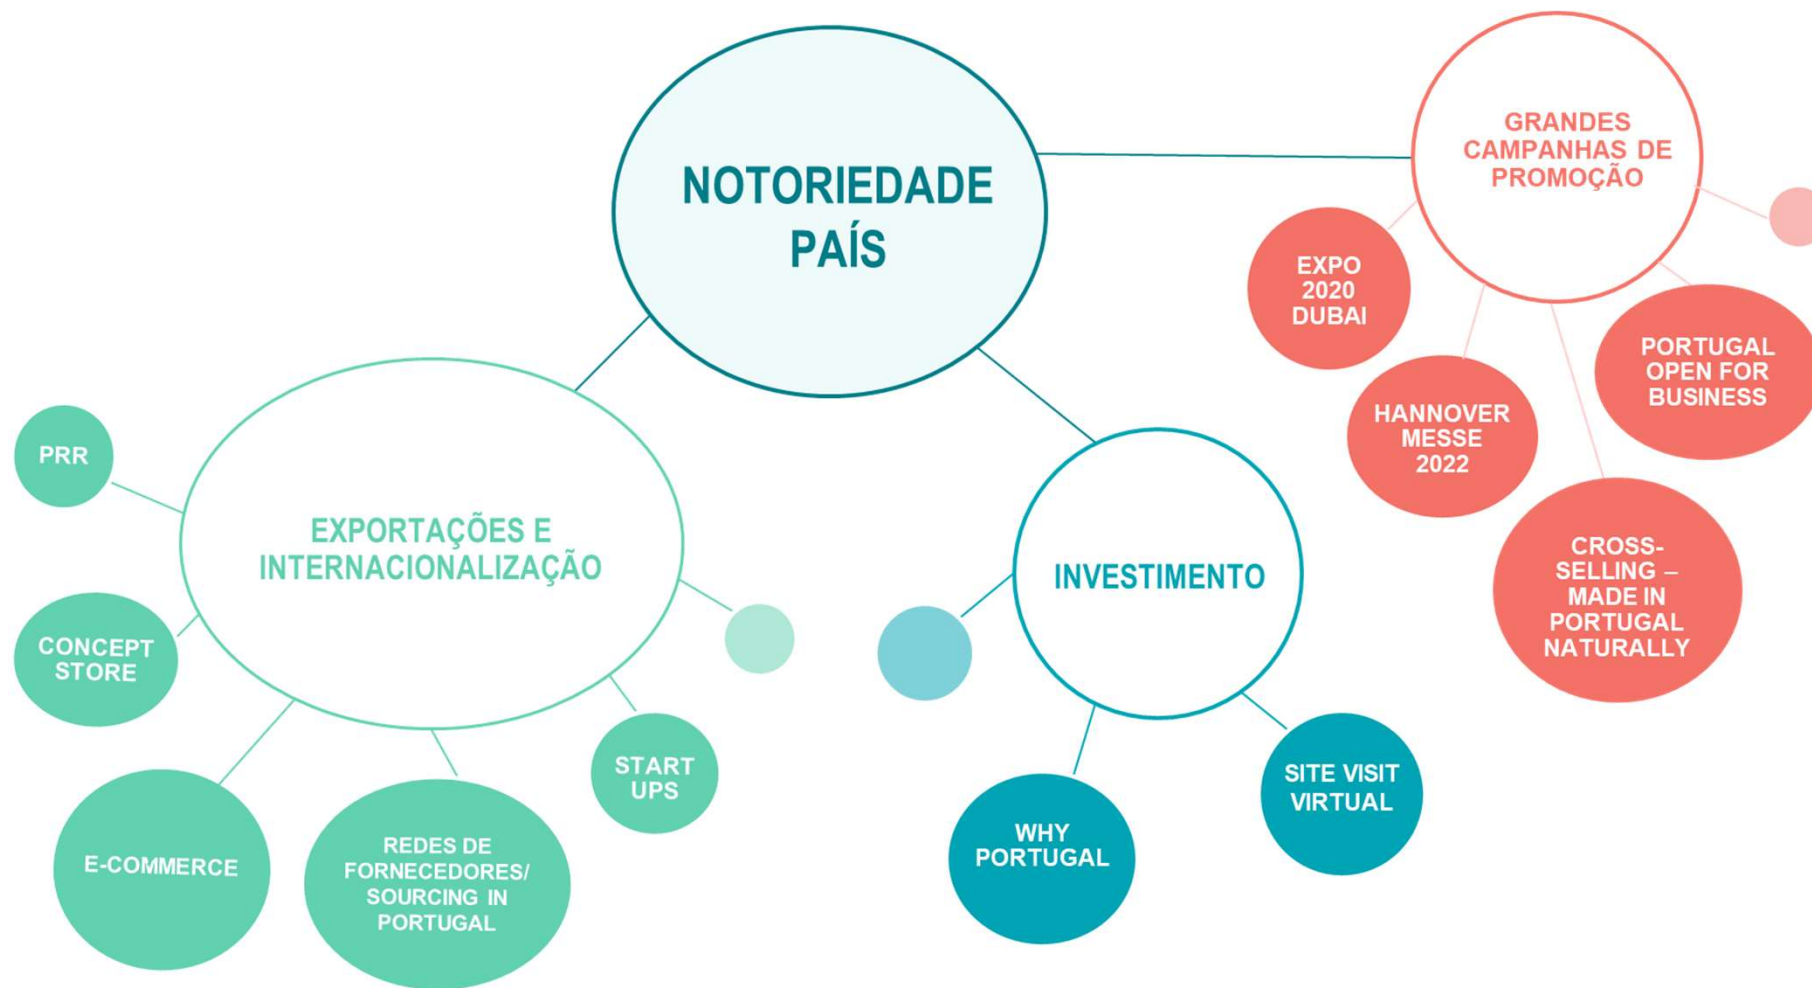 NOTORIEDADE
PAÍS
GRANDES
CAMPANHAS DE
PROMOÇÃO
EXPO
2020
DUBAI
HANNOVER
MESSE
2022
CROSS-
SELLING –
MADE IN
PORTUGAL
NATURALLY
PORTUGAL
OPEN FOR
BUSINESS
EXPORTAÇÕES E
INTERNACIONALIZAÇÃO
PRR
CONCEPT
STORE
E-COMMERCE
REDES DE
FORNECEDORES/
SOURCING IN
PORTUGAL
START
UPS
INVESTIMENTO
WHY
PORTUGAL
SITE VISIT
VIRTUAL